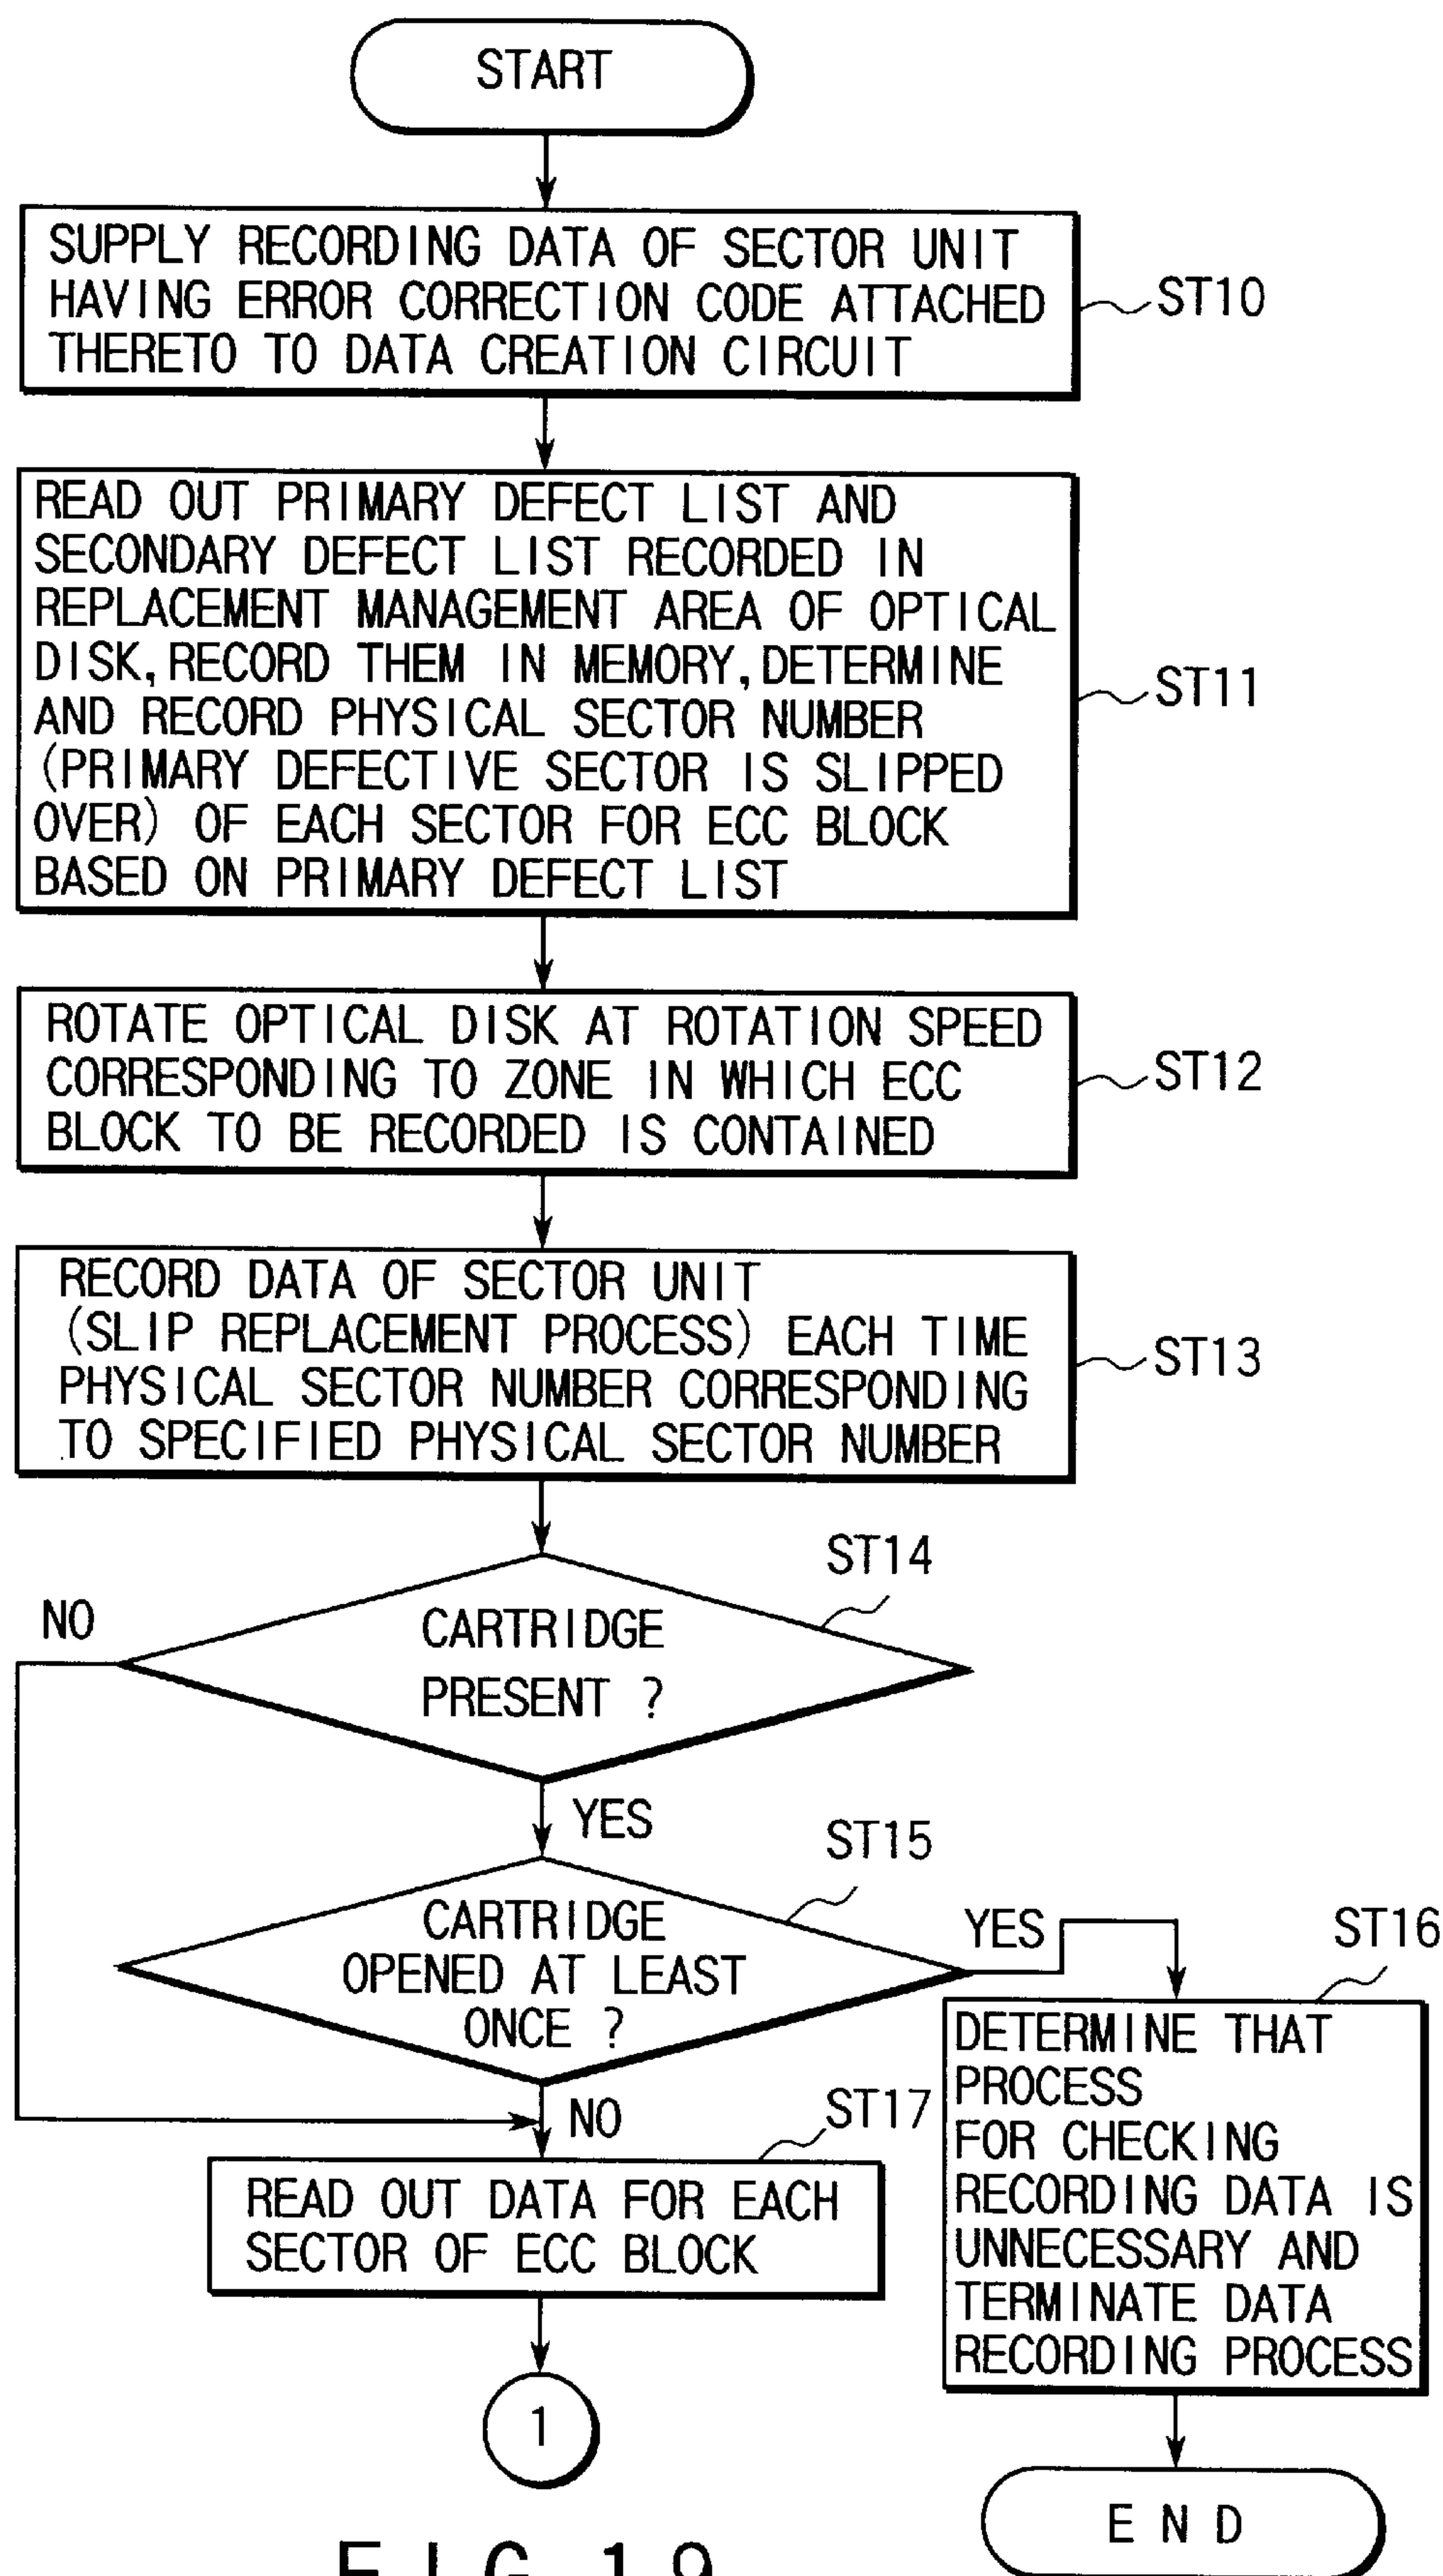 START
SUPPLY RECORDING DATA OF SECTOR UNIT
HAVING ERROR CORRECTION CODE ATTACHED
THERETO TO DATA CREATION CIRCUIT
ST10
READ OUT PRIMARY DEFECT LIST AND
SECONDARY DEFECT LIST RECORDED IN
REPLACEMENT MANAGEMENT AREA OF OPTICAL
DISK, RECORD THEM IN MEMORY, DETERMINE
AND RECORD PHYSICAL SECTOR NUMBER
(PRIMARY DEFECTIVE SECTOR IS SLIPPED
OVER) OF EACH SECTOR FOR ECC BLOCK
BASED ON PRIMARY DEFECT LIST
ST11
ROTATE OPTICAL DISK AT ROTATION SPEED
CORRESPONDING TO ZONE IN WHICH ECC
BLOCK TO BE RECORDED IS CONTAINED
ST12
RECORD DATA OF SECTOR UNIT
(SLIP REPLACEMENT PROCESS) EACH TIME
PHYSICAL SECTOR NUMBER CORRESPONDING
TO SPECIFIED PHYSICAL SECTOR NUMBER
ST13
ST14
NO
CARTRIDGE
PRESENT ?
YES
ST15
CARTRIDGE
OPENED AT LEAST
ONCE ?
YES
ST16
DETERMINE THAT
PROCESS
FOR CHECKING
RECORDING DATA IS
UNNECESSARY AND
TERMINATE DATA
RECORDING PROCESS
NO
ST17
READ OUT DATA FOR EACH
SECTOR OF ECC BLOCK
1
END
FIG.19